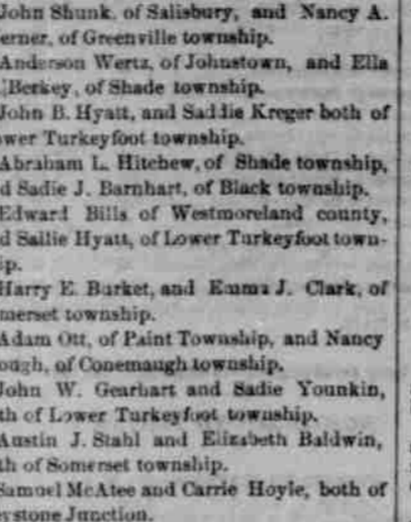 John Shunk, of Salisbury, and Nancy A.
erner, of Greenville township.
Anderson Wertz, of Johnstown, and Ella
Berkey, of Shade township.
John B. Hyatt, and Saddie Kreger both of
wer Turkeyfoot township.
Abraham L. Hitchew, of Shade township,
d Sadie J. Barnhart, of Black township.
Edward Bills of Westmoreland county,
d Sallie Hyatt, of Lower Turkeyfoot town-
ip.
Harry E. Barket, and Emma J. Clark, of
merset township.
Adam Ott, of Paint Township, and Nancy
ough, of Conemaugh township.
John W. Gearhart and Sadie Younkin,
th of Lower Turkeyfoot township.
Austin J. Stahl and Elizabeth Baldwin,
th of Somerset township.
Samuel McAtee and Carrie Hoyle, both of
ystone Junction.